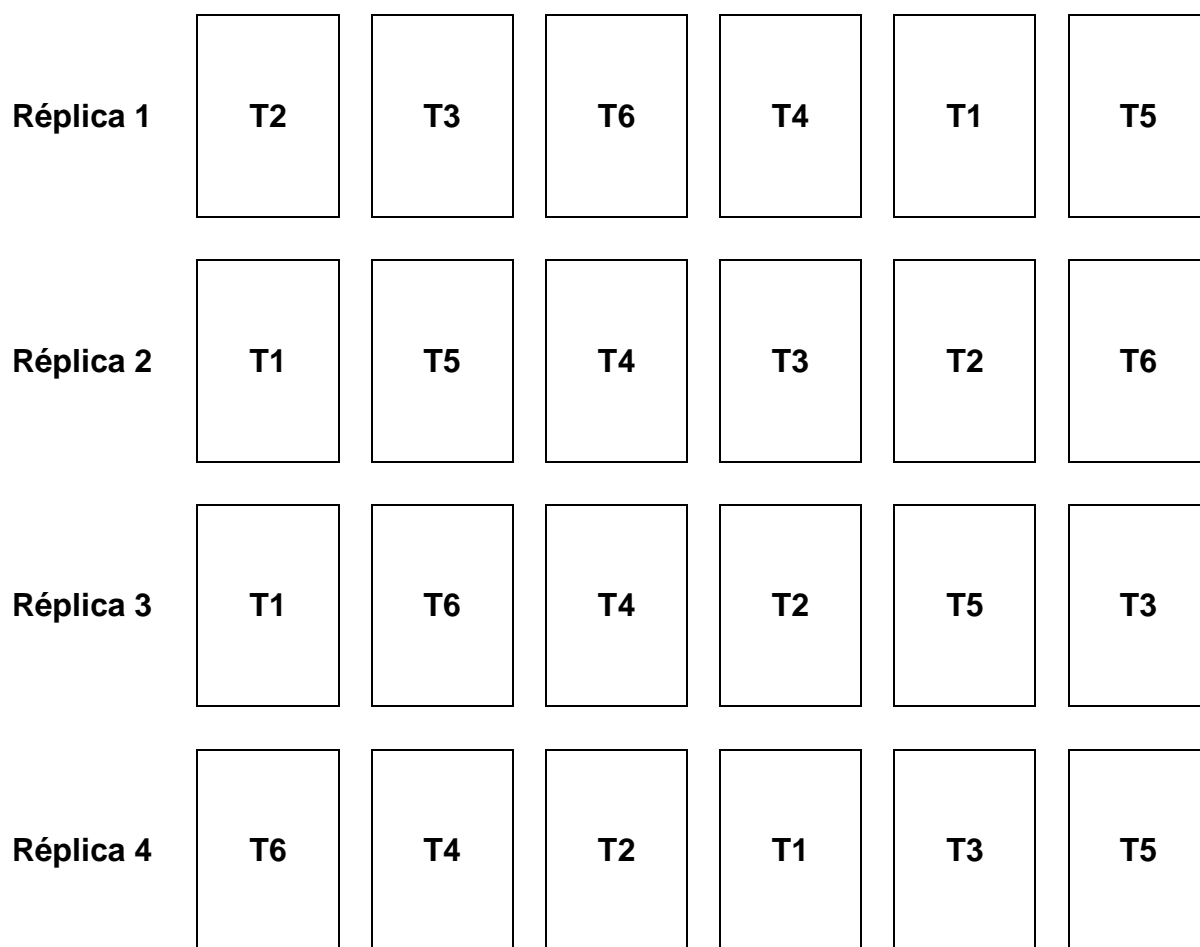 Réplica 1 T2 T3 T6 T4 T1 T5
Réplica 2 T1 T5 T4 T3 T2 T6
Réplica 3 T1 T6 T4 T2 T5 T3
Réplica 4 T6 T4 T2 T1 T3 T5